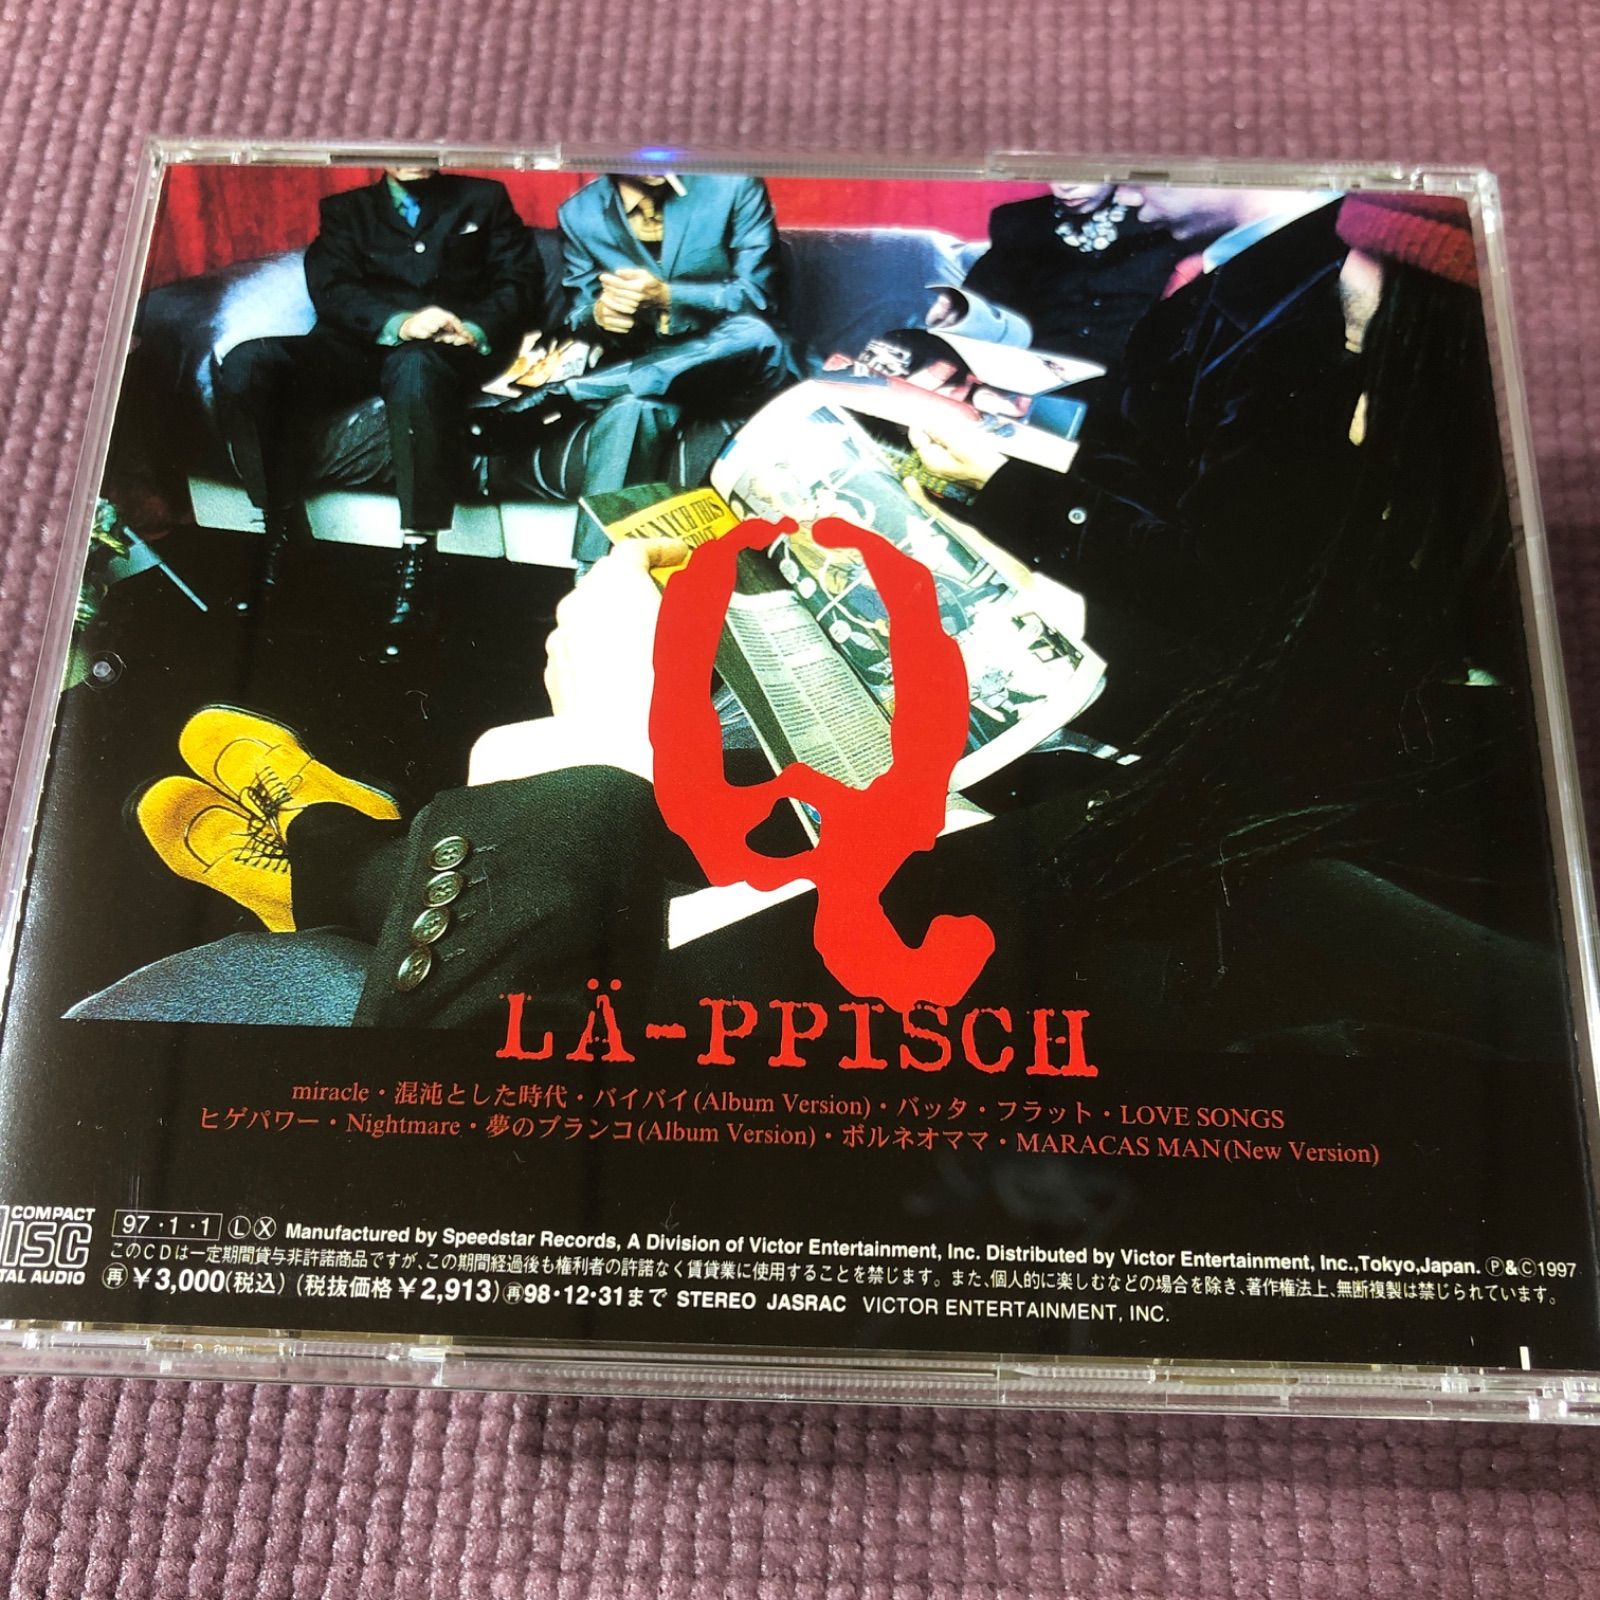 WATCH THIS
SPACE
Q
LÄ-PPISCH
miracle・混沌とした時代・バイバイ(Album Version)・バッタ・フラット・LOVE SONGS
ヒゲパワー・Nightmare・夢のブランコ(Album Version)・ボルネオママ・MARACAS MAN(New Version)
COMPACT
DISC
DIGITAL AUDIO
97・1・1 Ⓛ Ⓧ Manufactured by Speedstar Records, A Division of Victor Entertainment, Inc. Distributed by Victor Entertainment, Inc.,Tokyo,Japan. Ⓟ&Ⓒ1997
このCDは一定期間貸与非許諾商品ですが、この期間経過後も権利者の許諾なく賃貸業に使用することを禁じます。また、個人的に楽しむなどの場合を除き、著作権法上、無断複製は禁じられています。
再 ¥3,000(税込) (税抜価格¥2,913) 再98・12・31まで STEREO JASRAC VICTOR ENTERTAINMENT, INC.